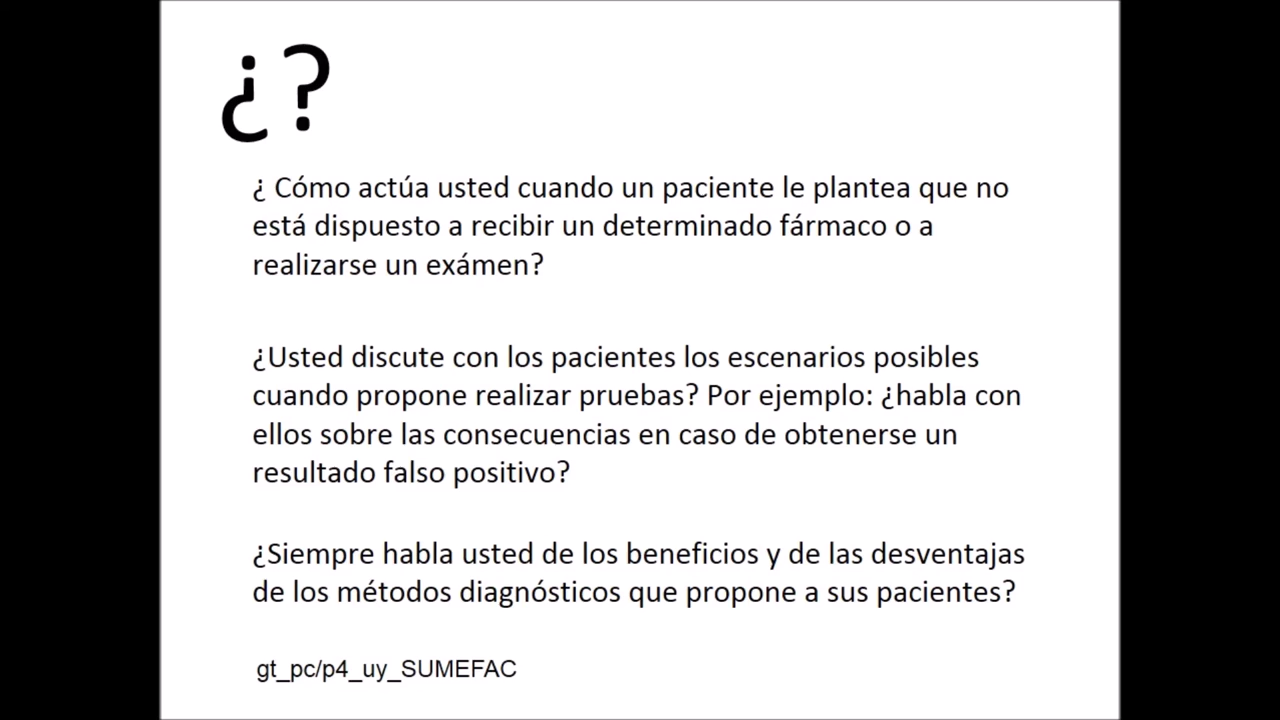 ¿?
¿ Cómo actúa usted cuando un paciente le plantea que no
está dispuesto a recibir un determinado fármaco o a
realizarse un exámen?
¿Usted discute con los pacientes los escenarios posibles
cuando propone realizar pruebas? Por ejemplo: ¿habla con
ellos sobre las consecuencias en caso de obtenerse un
resultado falso positivo?
¿Siempre habla usted de los beneficios y de las desventajas
de los métodos diagnósticos que propone a sus pacientes?
gt_pc/p4_uy_SUMEFAC